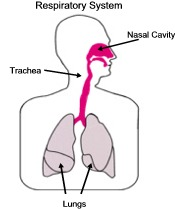 Respiratory System
Nasal Cavity
Trachea
Lungs